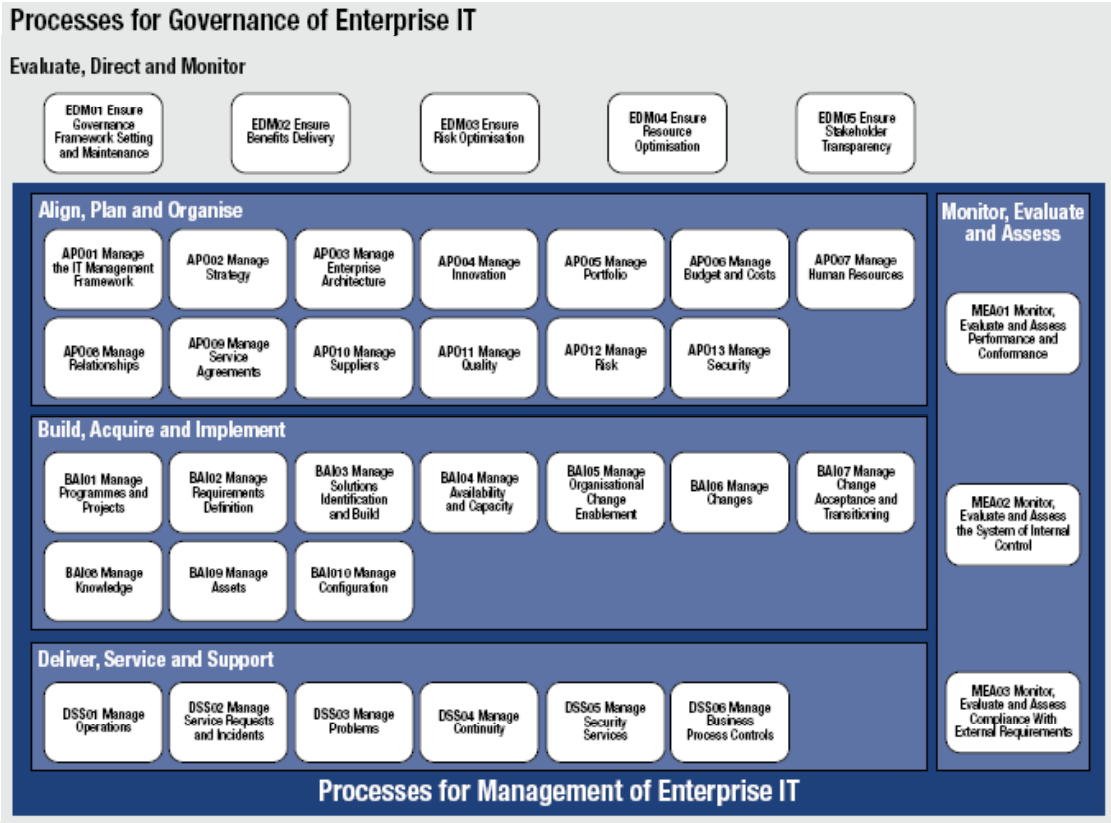 Processes for Governance of Enterprise IT
Evaluate, Direct and Monitor
EDM01 Ensure
Governance
Framework Setting
and Maintenance
EDM02 Ensure
Benefits Delivery
EDM03 Ensure
Risk Optimisation
EDM04 Ensure
Resource
Optimisation
EDM05 Ensure
Stakeholder
Transparency
Align, Plan and Organise
APO01 Manage
the IT Management
Framework
APO02 Manage
Strategy
APO03 Manage
Enterprise
Architecture
APO04 Manage
Innovation
APO05 Manage
Portfolio
APO06 Manage
Budget and Costs
APO07 Manage
Human Resources
APO08 Manage
Relationships
APO09 Manage
Service
Agreements
APO10 Manage
Suppliers
APO11 Manage
Quality
APO12 Manage
Risk
APO13 Manage
Security
Build, Acquire and Implement
BAI01 Manage
Programmes and
Projects
BAI02 Manage
Requirements
Definition
BAI03 Manage
Solutions
Identification
and Build
BAI04 Manage
Availability
and Capacity
BAI05 Manage
Organisational
Change
Enablement
BAI06 Manage
Changes
BAI07 Manage
Change
Acceptance and
Transitioning
BAI08 Manage
Knowledge
BAI09 Manage
Assets
BAI010 Manage
Configuration
Deliver, Service and Support
DSS01 Manage
Operations
DSS02 Manage
Service Requests
and Incidents
DSS03 Manage
Problems
DSS04 Manage
Continuity
DSS05 Manage
Security
Services
DSS06 Manage
Business
Process Controls
Monitor, Evaluate
and Assess
MEA01 Monitor,
Evaluate and Assess
Performance and
Conformance
MEA02 Monitor,
Evaluate and Assess
the System of Internal
Control
MEA03 Monitor,
Evaluate and Assess
Compliance With
External Requirements
Processes for Management of Enterprise IT